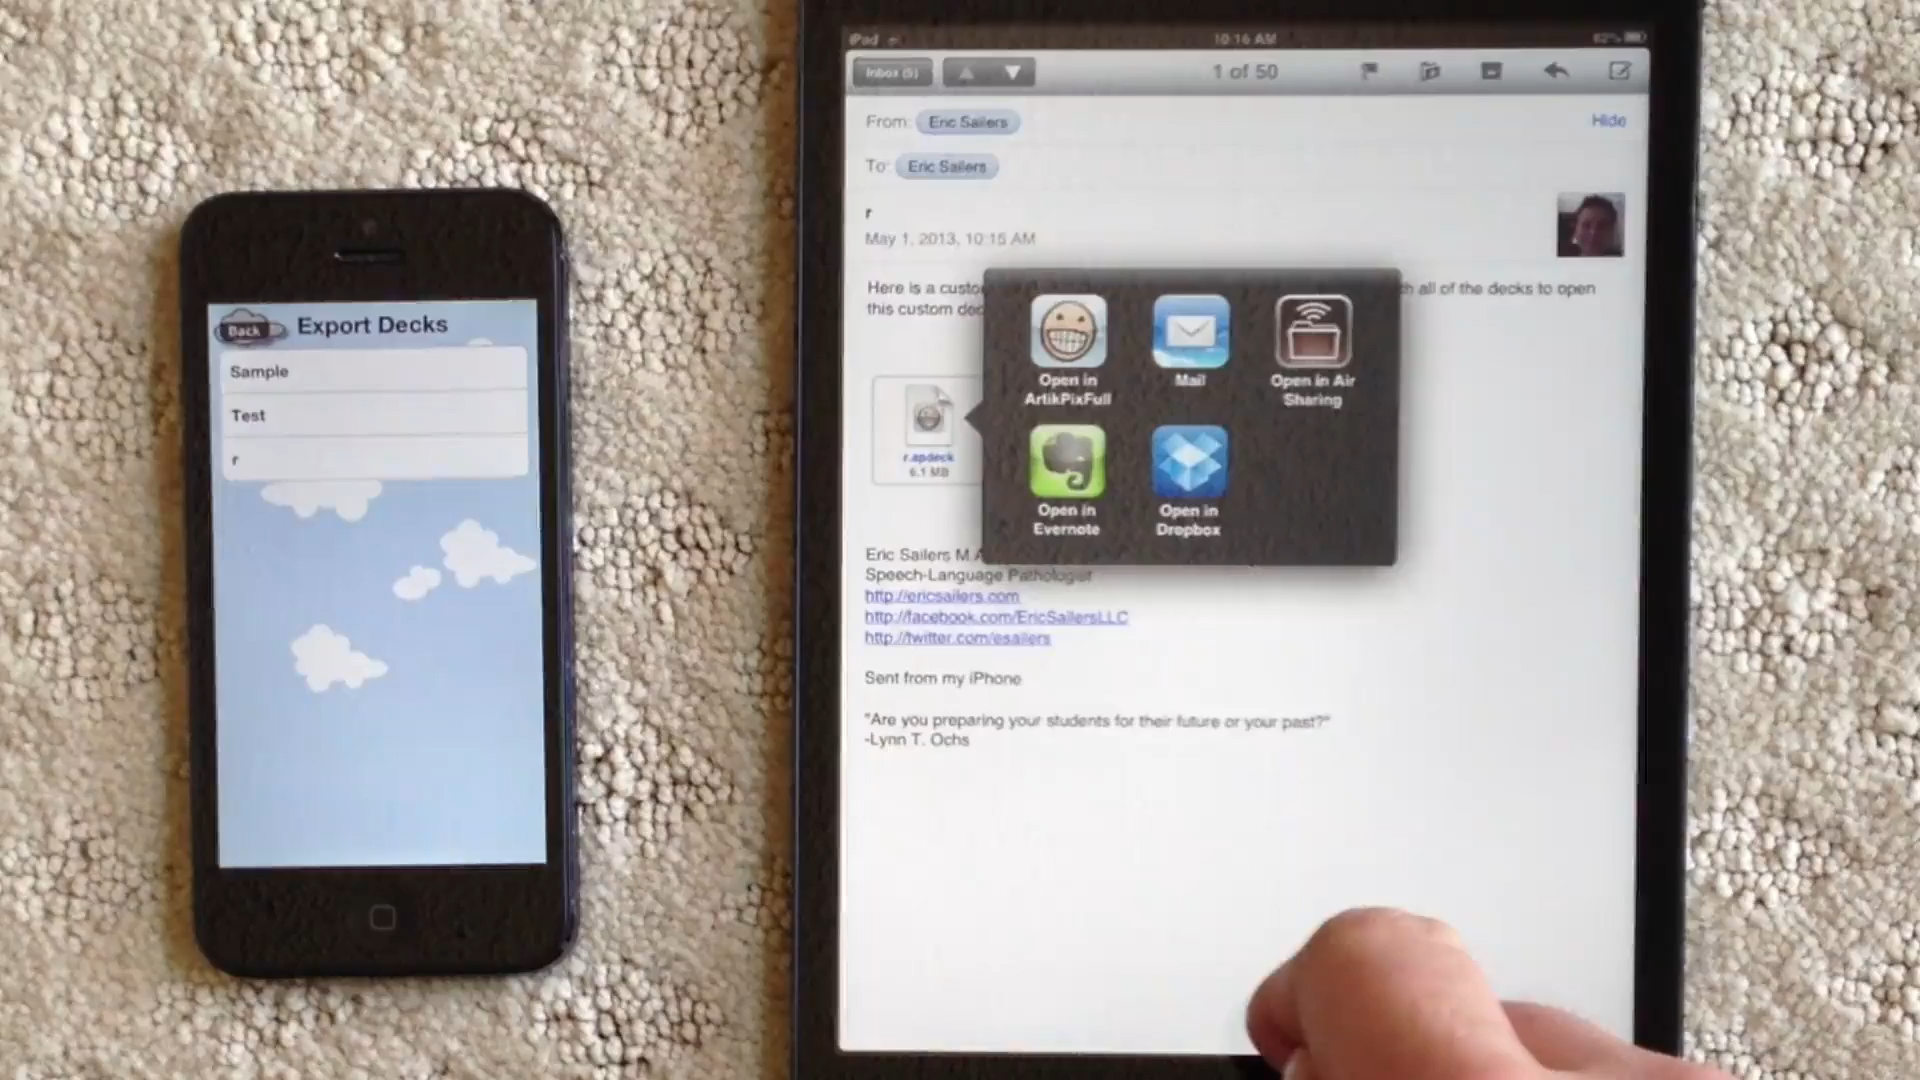 Back
Export Decks
Sample
Test
r
iPad
10:16 AM
82%
Inbox (5)
1 of 50
From: Eric Sailers
Hide
To: Eric Sailers
r
May 1, 2013, 10:15 AM
Here is a custo
h all of the decks to open
this custom dec
Open in
ArtikPixFull
Mail
Open in Air
Sharing
r.apdeck
6.1 MB
Open in
Evernote
Open in
Dropbox
Eric Sailers M.A
Speech-Language Pathologist
http://ericsailers.com
http://facebook.com/EricSailersLLC
http://twitter.com/esailers
Sent from my iPhone
"Are you preparing your students for their future or your past?"
-Lynn T. Ochs